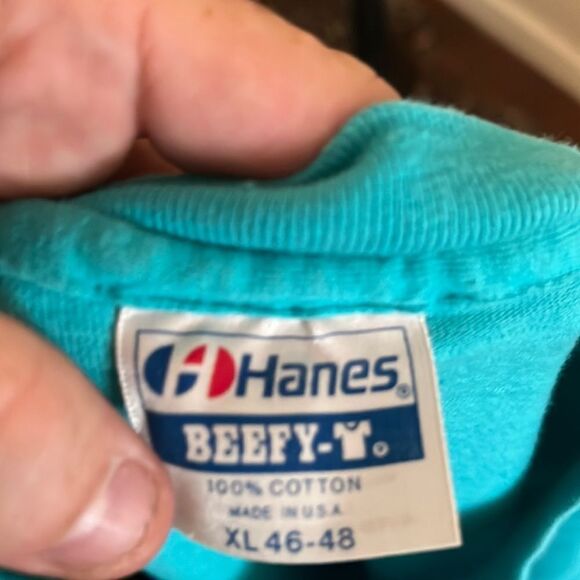 Hanes®
BEEFY-T®
100% COTTON
MADE IN U.S.A
XL 46-48